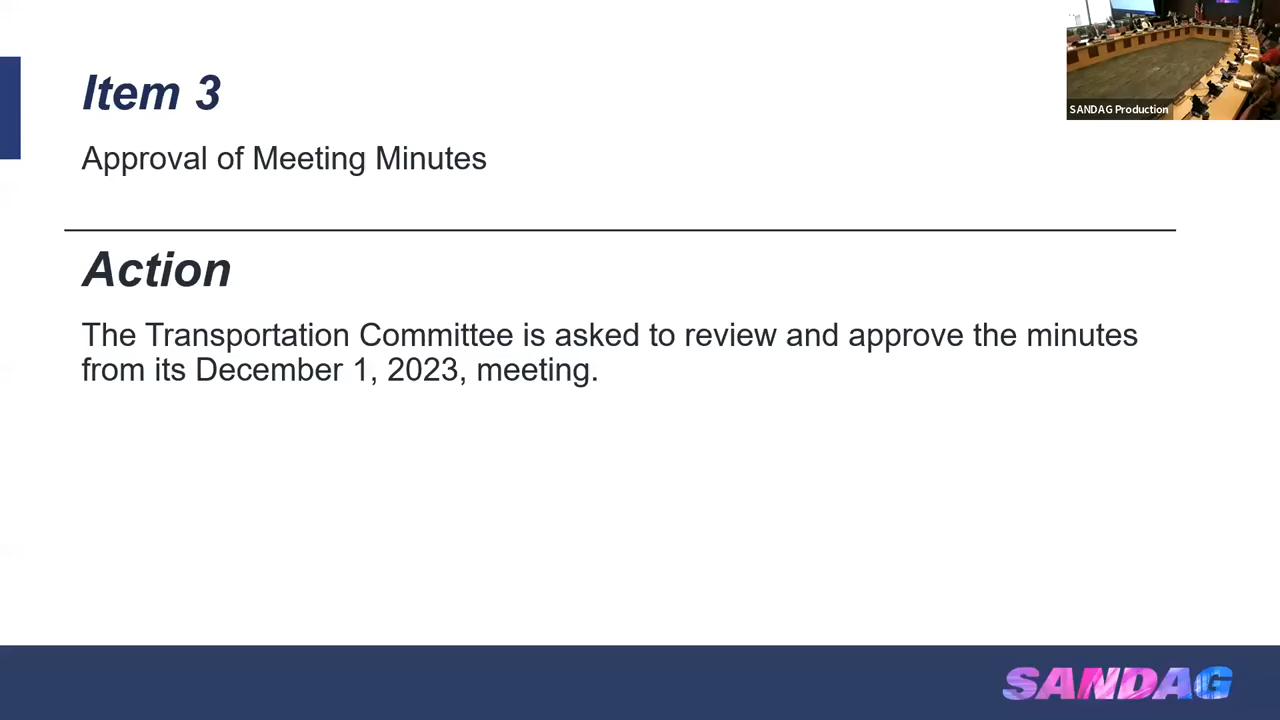 SANDAG Production
Item 3
Approval of Meeting Minutes
Action
The Transportation Committee is asked to review and approve the minutes
from its December 1, 2023, meeting.
SANDAG